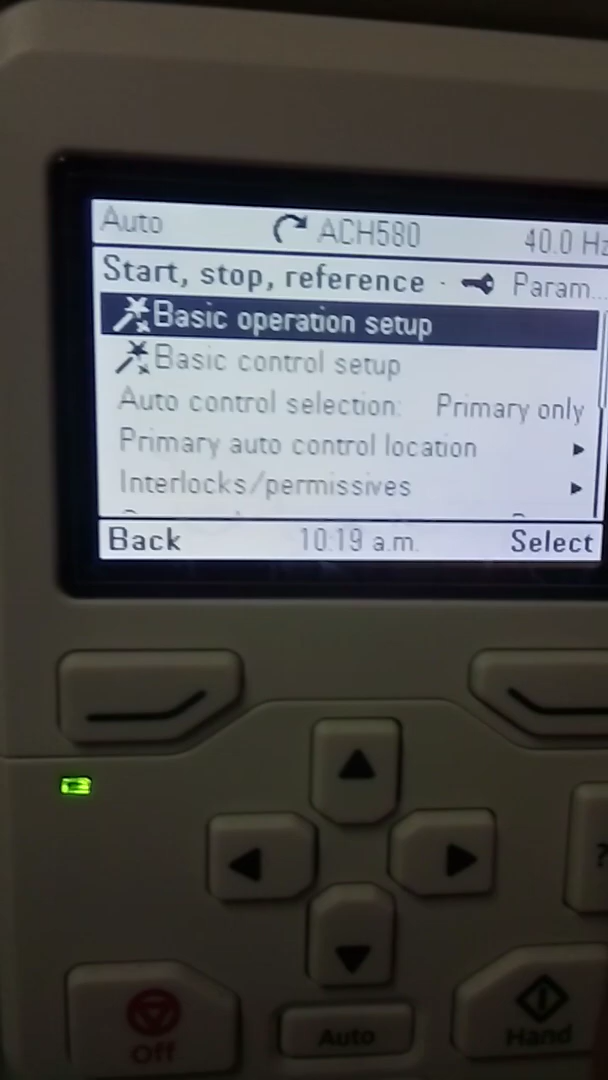 Auto ACH580 40.0 Hz
Start, stop, reference · Param...
Basic operation setup
Basic control setup
Auto control selection: Primary only
Primary auto control location
Interlocks/permissives
Back 10:19 a.m. Select
?
Off Auto Hand